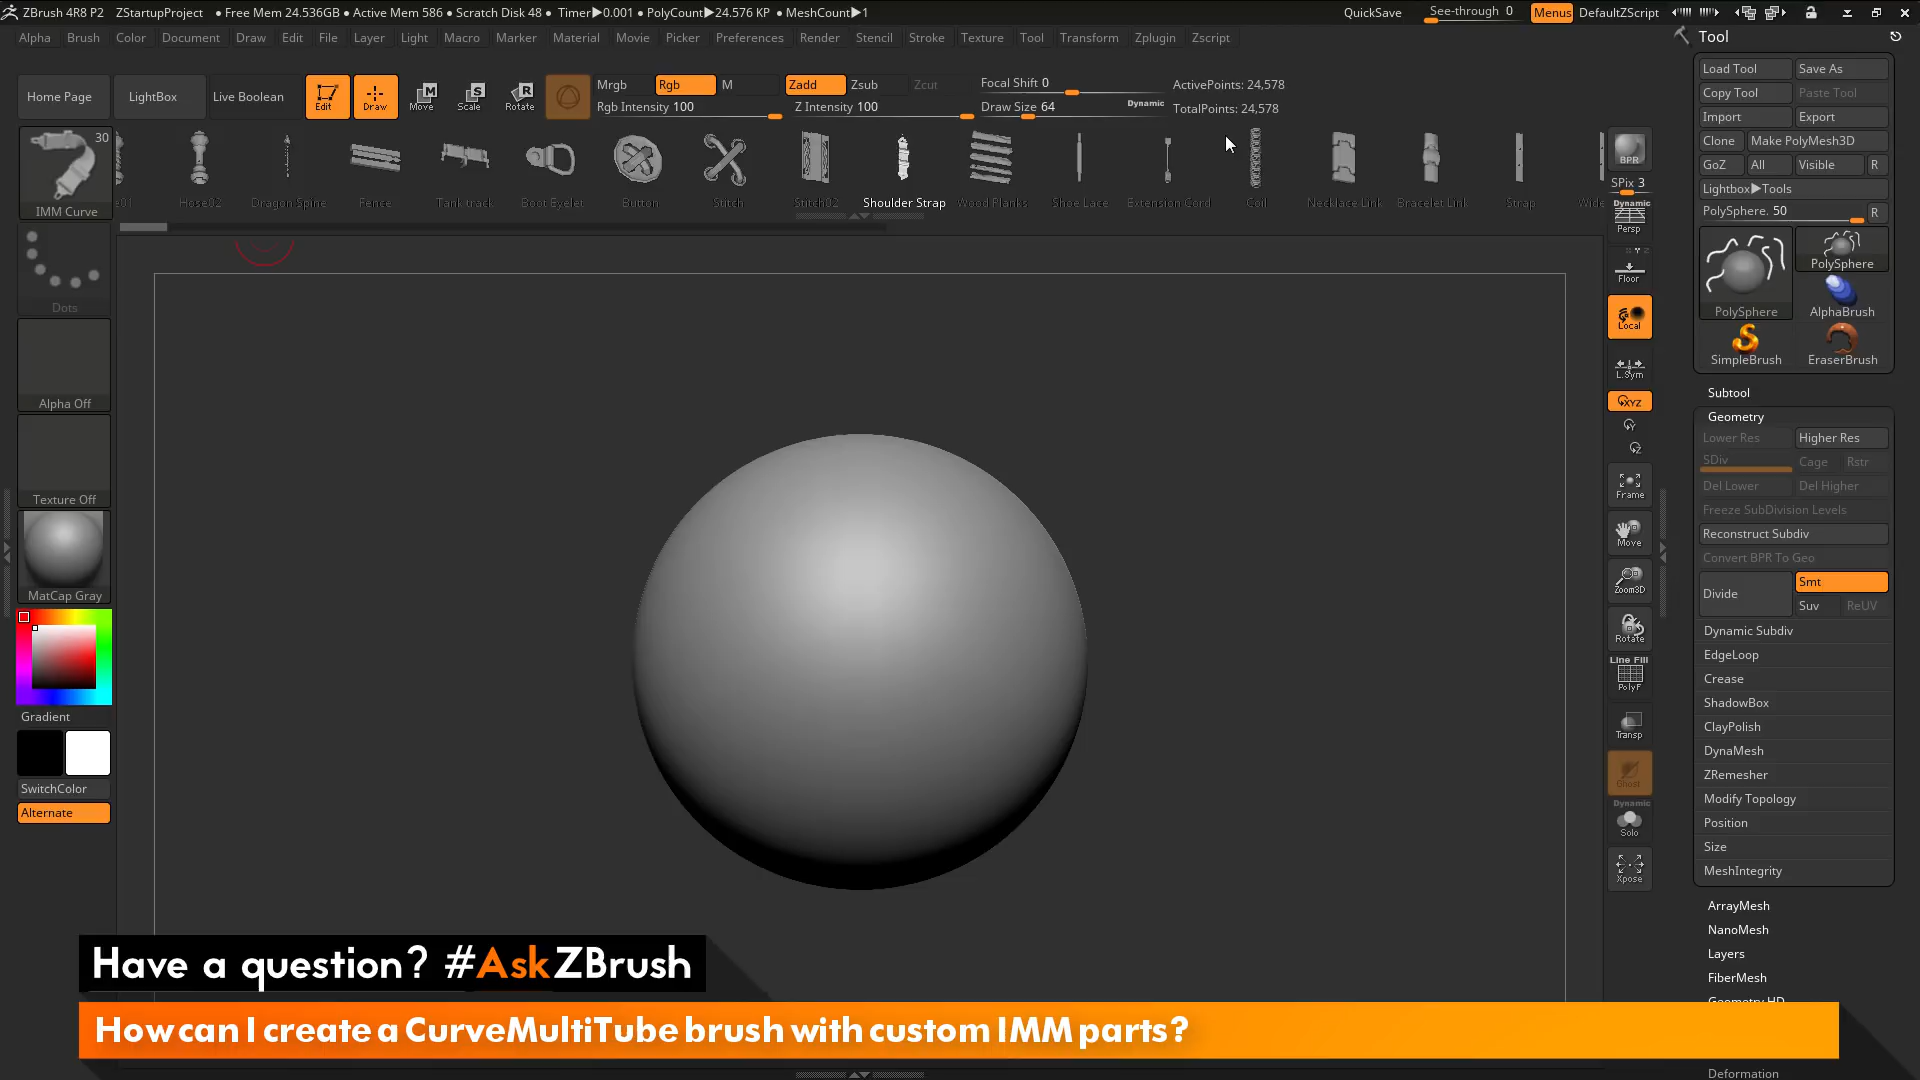 ZBrush 4R8 P2 ZStartupProject • Free Mem 24.536GB • Active Mem 586 • Scratch Disk 48 • Timer▶0.001 • PolyCount▶24.576 KP • MeshCount▶1 QuickSave See-through 0 Menus DefaultZScript
Alpha Brush Color Document Draw Edit File Layer Light Macro Marker Material Movie Picker Preferences Render Stencil Stroke Texture Tool Transform Zplugin Zscript
Home Page LightBox Live Boolean Edit Draw Move Scale Rotate
Mrgb Rgb M Zadd Zsub Zcut Focal Shift 0 ActivePoints: 24,578
Rgb Intensity 100 Z Intensity 100 Draw Size 64 Dynamic TotalPoints: 24,578
30
IMM Curve
Hose02 Dragon Spine Fence Tank track Boot Eyelet Button Stitch Stitch02 Shoulder Strap Wood Planks Shoe Lace Extension Cord Coil Necklace Link Bracelet Link Strap
Dots
Alpha Off
Texture Off
MatCap Gray
Gradient
SwitchColor
Alternate
BPR
SPix 3
Dynamic
Persp
Floor
Local
L.Sym
XYZ
Y
Z
Frame
Move
Zoom3D
Rotate
Line Fill
PolyF
Transp
Ghost
Dynamic
Solo
Xpose
Tool
Load Tool Save As
Copy Tool Paste Tool
Import Export
Clone Make PolyMesh3D
GoZ All Visible R
Lightbox▶Tools
PolySphere. 50 R
PolySphere PolySphere
AlphaBrush
SimpleBrush EraserBrush
Subtool
Geometry
Lower Res Higher Res
SDiv Cage Rstr
Del Lower Del Higher
Freeze SubDivision Levels
Reconstruct Subdiv
Convert BPR To Geo
Divide Smt
Suv ReUV
Dynamic Subdiv
EdgeLoop
Crease
ShadowBox
ClayPolish
DynaMesh
ZRemesher
Modify Topology
Position
Size
MeshIntegrity
ArrayMesh
NanoMesh
Layers
FiberMesh
Geometry HD
Deformation
Have a question? #AskZBrush
How can I create a CurveMultiTube brush with custom IMM parts?